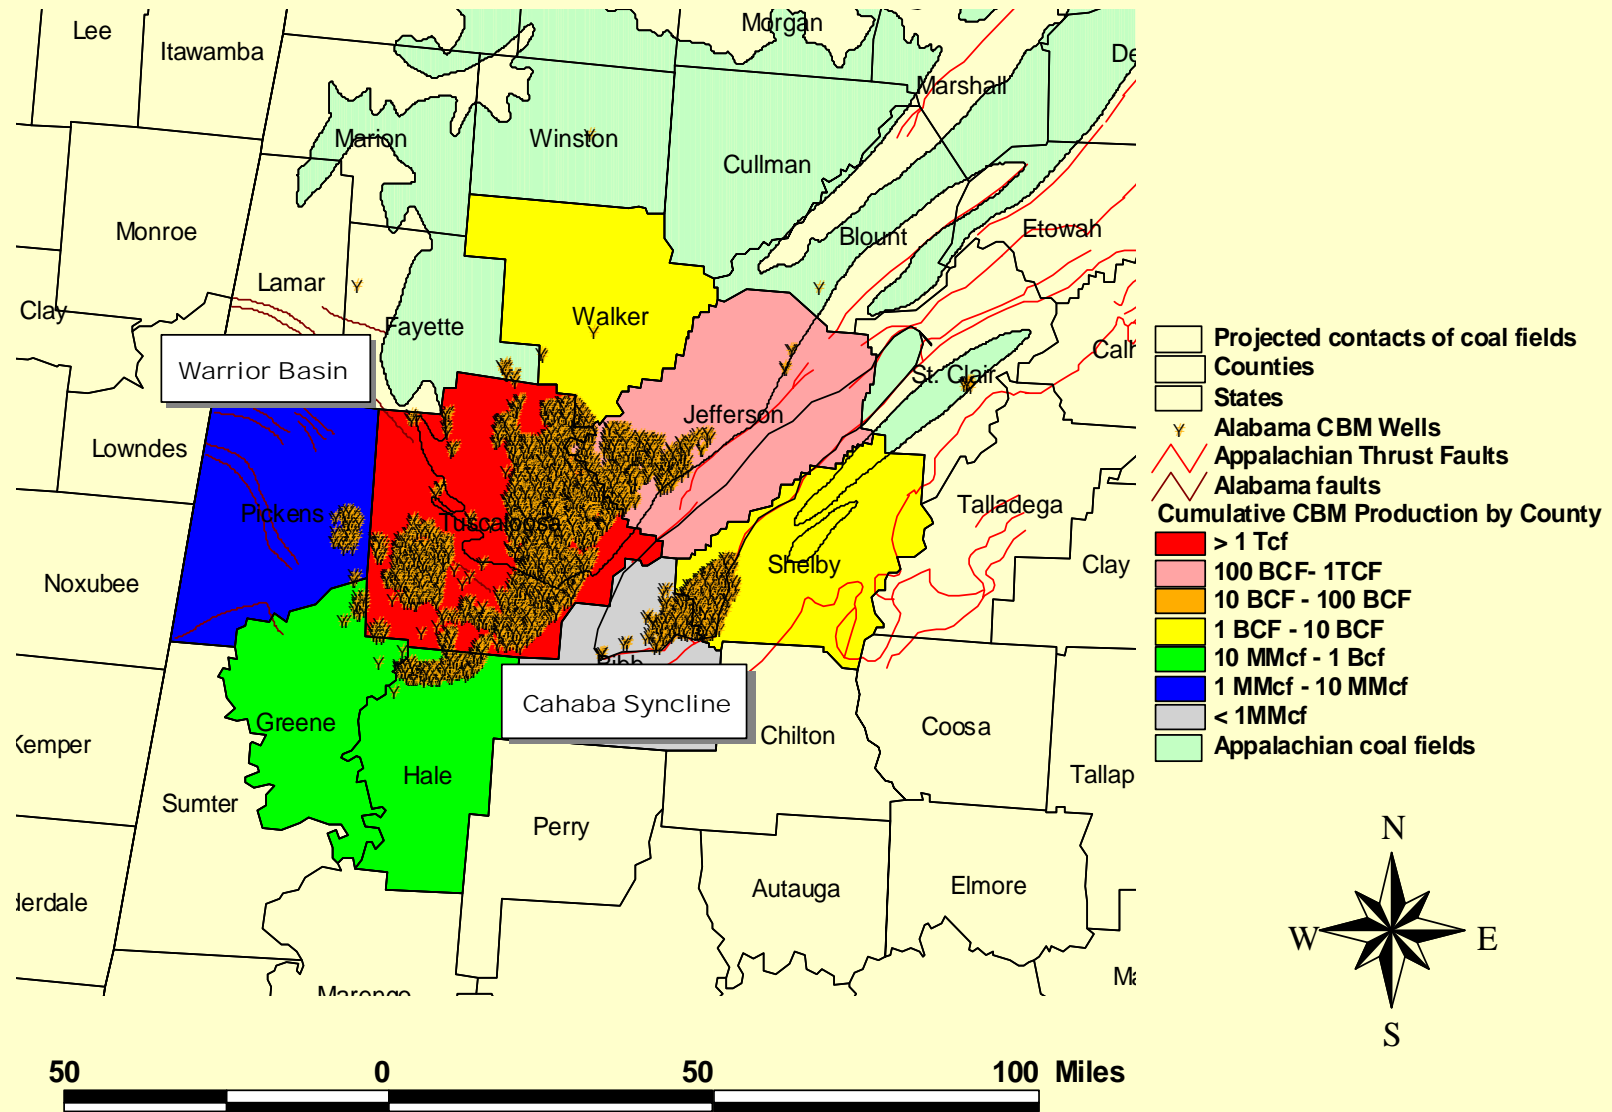 Lee
Itawamba
Morgan
De
Marshall
Marion
Winston
Cullman
Monroe
Blount
Etowah
Lamar
Clay
Fayette
Walker
Calh
Warrior Basin
St. Clair
Jefferson
Lowndes
Pickens
Tuscaloosa
Talladega
Noxubee
Shelby
Clay
Bibb
Cahaba Syncline
Greene
Kemper
Chilton
Coosa
Hale
Tallap
Sumter
Perry
Autauga
Elmore
derdale
Marengo
Ma
Projected contacts of coal fields
Counties
States
Alabama CBM Wells
Appalachian Thrust Faults
Alabama faults
Cumulative CBM Production by County
> 1 Tcf
100 BCF- 1TCF
10 BCF - 100 BCF
1 BCF - 10 BCF
10 MMcf - 1 Bcf
1 MMcf - 10 MMcf
< 1MMcf
Appalachian coal fields
N
W E
S
50 0 50 100 Miles